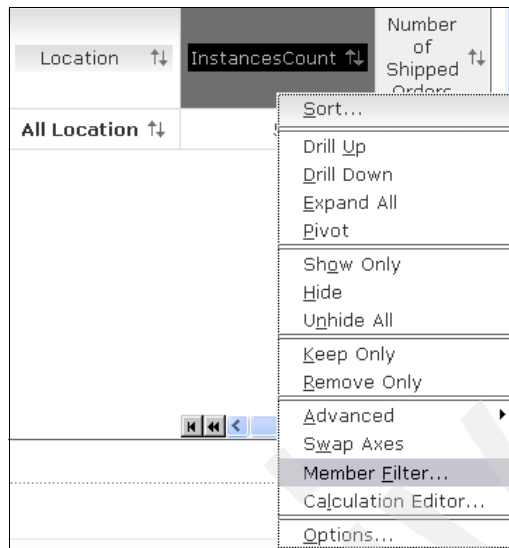 Number
of
Location InstancesCount Shipped
Orders
All Location
Sort...
Drill Up
Drill Down
Expand All
Pivot
Show Only
Hide
Unhide All
Keep Only
Remove Only
Advanced
Swap Axes
Member Filter...
Calculation Editor...
Options...